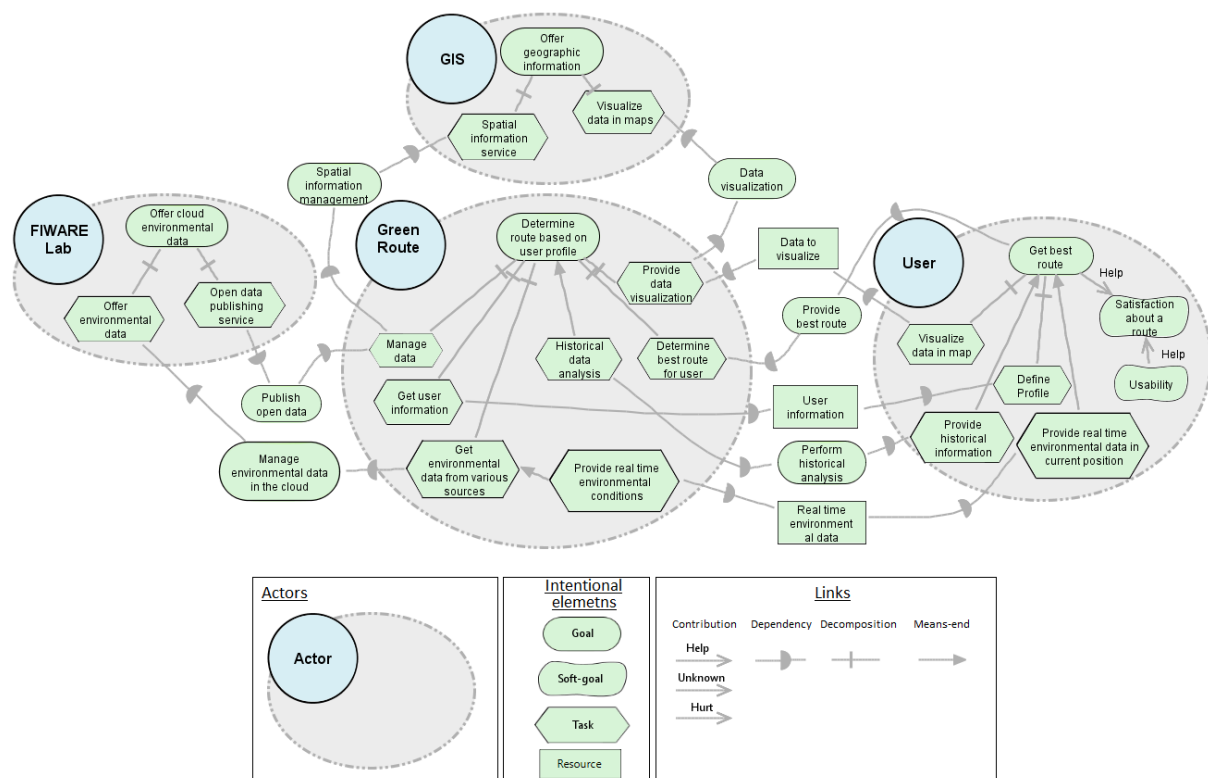 GIS
Offer
geographic
information
Visualize
data in maps
Spatial
information
service
Spatial
information
management
Data
visualization
FIWARE
Lab
Offer cloud
environmental
data
Offer
environmental
data
Open data
publishing
service
Publish
open data
Manage
environmental data
in the cloud
Green
Route
Determine
route based on
user profile
Provide
data
visualization
Manage
data
Historical
data
analysis
Determine
best route
for user
Get user
information
Get
environmental
data from various
sources
Provide real time
environmental
conditions
Data to
visualize
Provide
best route
User
information
Perform
historical
analysis
Real time
environment
al data
User
Get best
route
Help
Satisfaction
about a
route
Help
Usability
Visualize
data in map
Define
Profile
Provide
historical
information
Provide real time
environmental data in
current position
Actors
Actor
Intentional
elemetns
Goal
Soft-goal
Task
Resource
Links
Contribution Dependency Decomposition Means-end
Help
Unknown
Hurt